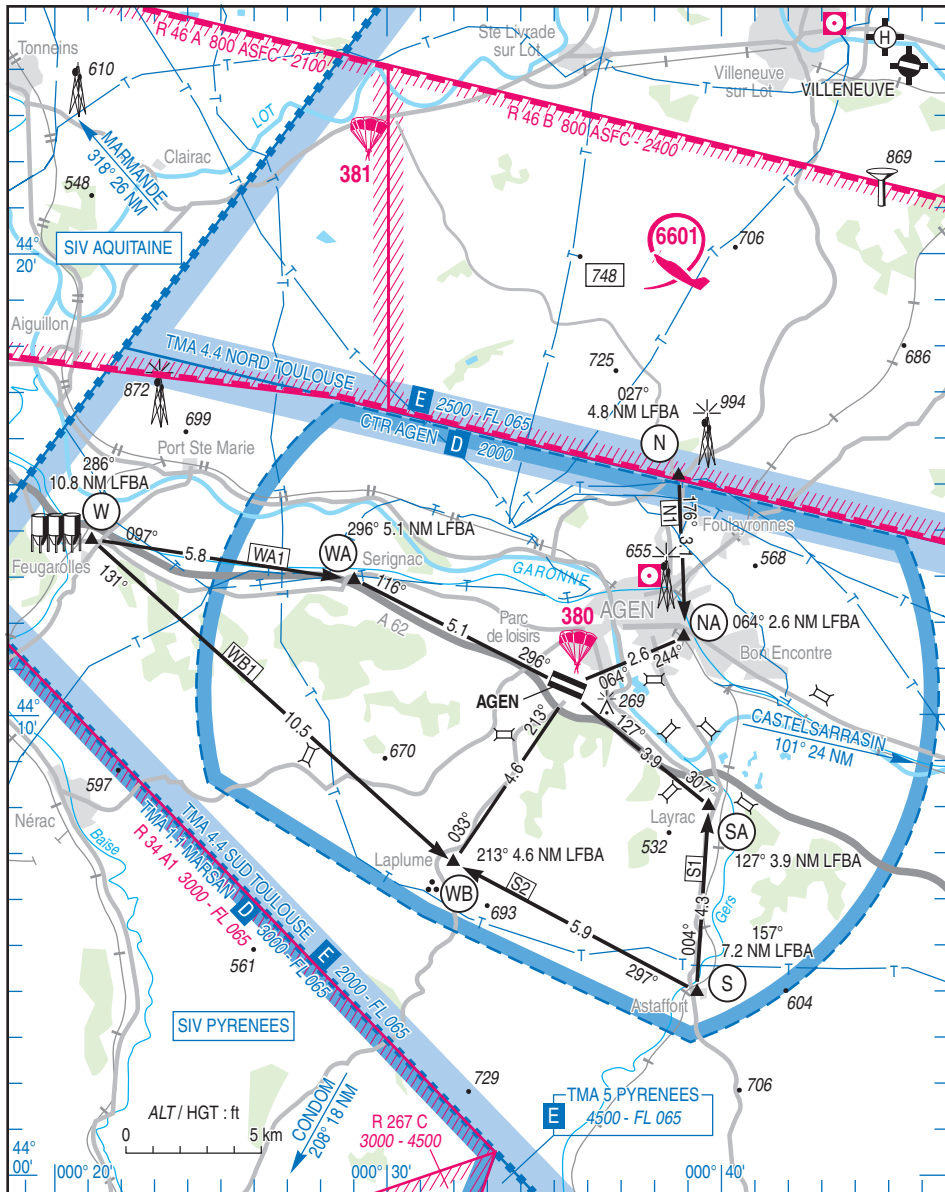 Tonneins
610
R 46 A 800 ASFC - 2100
Ste Livrade
sur Lot
Villeneuve
sur Lot
H
VILLENEUVE
LOT
MARMANDE
318° 26 NM
Clairac
381
R 46 B 800 ASFC - 2400
869
548
44°
20'
SIV AQUITAINE
6601
706
748
Aiguillon
TMA 4.4 NORD TOULOUSE
E 2500 - FL 065
CTR AGEN D 2000
725
686
872
699
027°
4.8 NM LFBA
994
N
Port Ste Marie
286°
10.8 NM LFBA
W
097°
5.8
WA1
WA
296° 5.1 NM LFBA
Serignac
176°
N1
3
Foulayronnes
568
655
Feugarolles
131°
116°
GARONNE
AGEN
A 62
5.1
Parc
de loisirs
380
NA
064° 2.6 NM LFBA
Bon Encontre
WB1
296°
064°
2.6
244°
AGEN
269
44°
10'
213°
127°
3.9
CASTELSARRASIN
101° 24 NM
10.5
670
597
4.6
307°
Nérac
Baïse
Layrac
532
SA
127° 3.9 NM LFBA
033°
Laplume
213° 4.6 NM LFBA
WB
S2
S1
693
5.9
4.3
Gers
TMA 4.4 SUD TOULOUSE
E 2000 - FL 065
TMA 1.1 MARSAN D 3000 - FL 065
R 34 A1 3000 - FL 065
561
004°
157°
7.2 NM LFBA
297°
S
Astaffort
604
SIV PYRENEES
729
706
ALT / HGT : ft
0 5 km
CONDOM
208° 18 NM
R 267 C
3000 - 4500
E
TMA 5 PYRENEES
4500 - FL 065
44°
00'
000° 20'
000° 30'
000° 40'